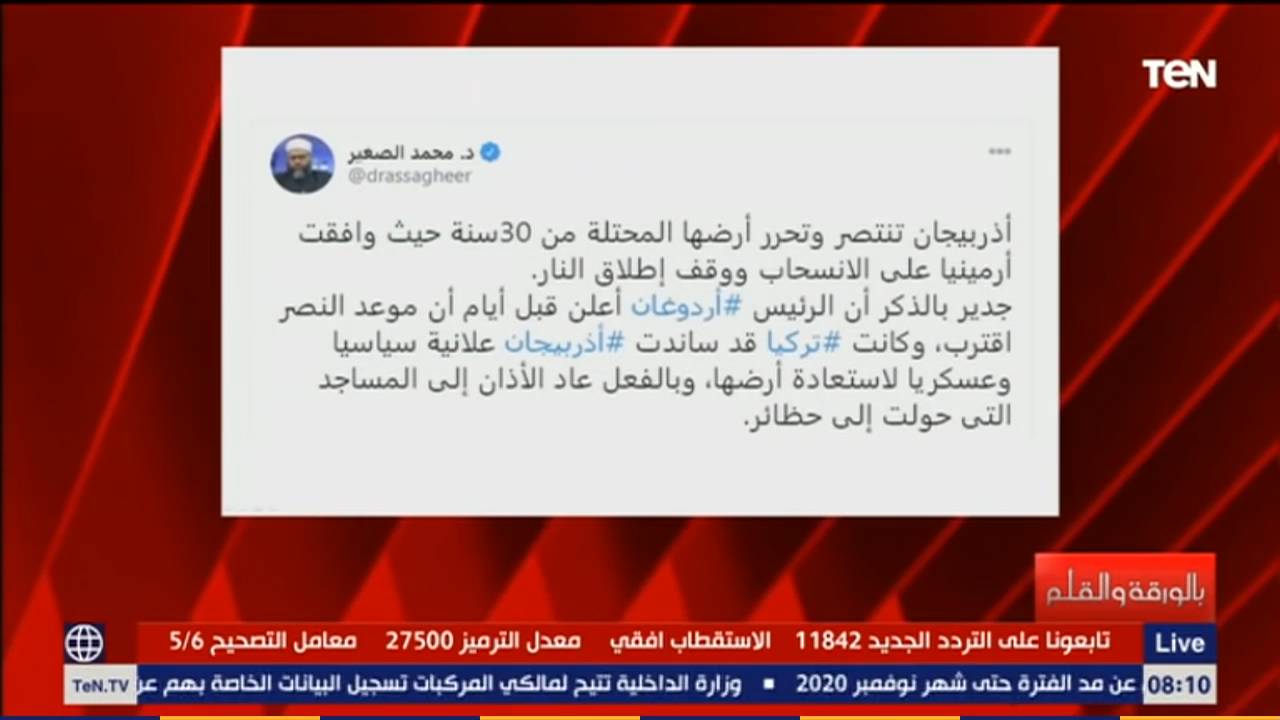 TeN
د. محمد الصغير
@drassagheer
أذربيجان تنتصر وتحرر أرضها المحتلة من 30سنة حيث وافقت
أرمينيا على الانسحاب ووقف إطلاق النار.
جدير بالذكر أن الرئيس #أردوغان أعلن قبل أيام أن موعد النصر
اقترب، وكانت #تركيا قد ساندت #أذربيجان علانية سياسيا
وعسكريا لاستعادة أرضها، وبالفعل عاد الأذان إلى المساجد
التى حولت إلى حظائر.
بالورقة والقلم
Live تابعونا على التردد الجديد 11842 الاستقطاب افقي معدل الترميز 27500 معامل التصحيح 5/6
08:10 عن مد الفترة حتى شهر نوفمبر 2020 ▪ وزارة الداخلية تتيح لمالكي المركبات تسجيل البيانات الخاصة بهم عن TeN.TV